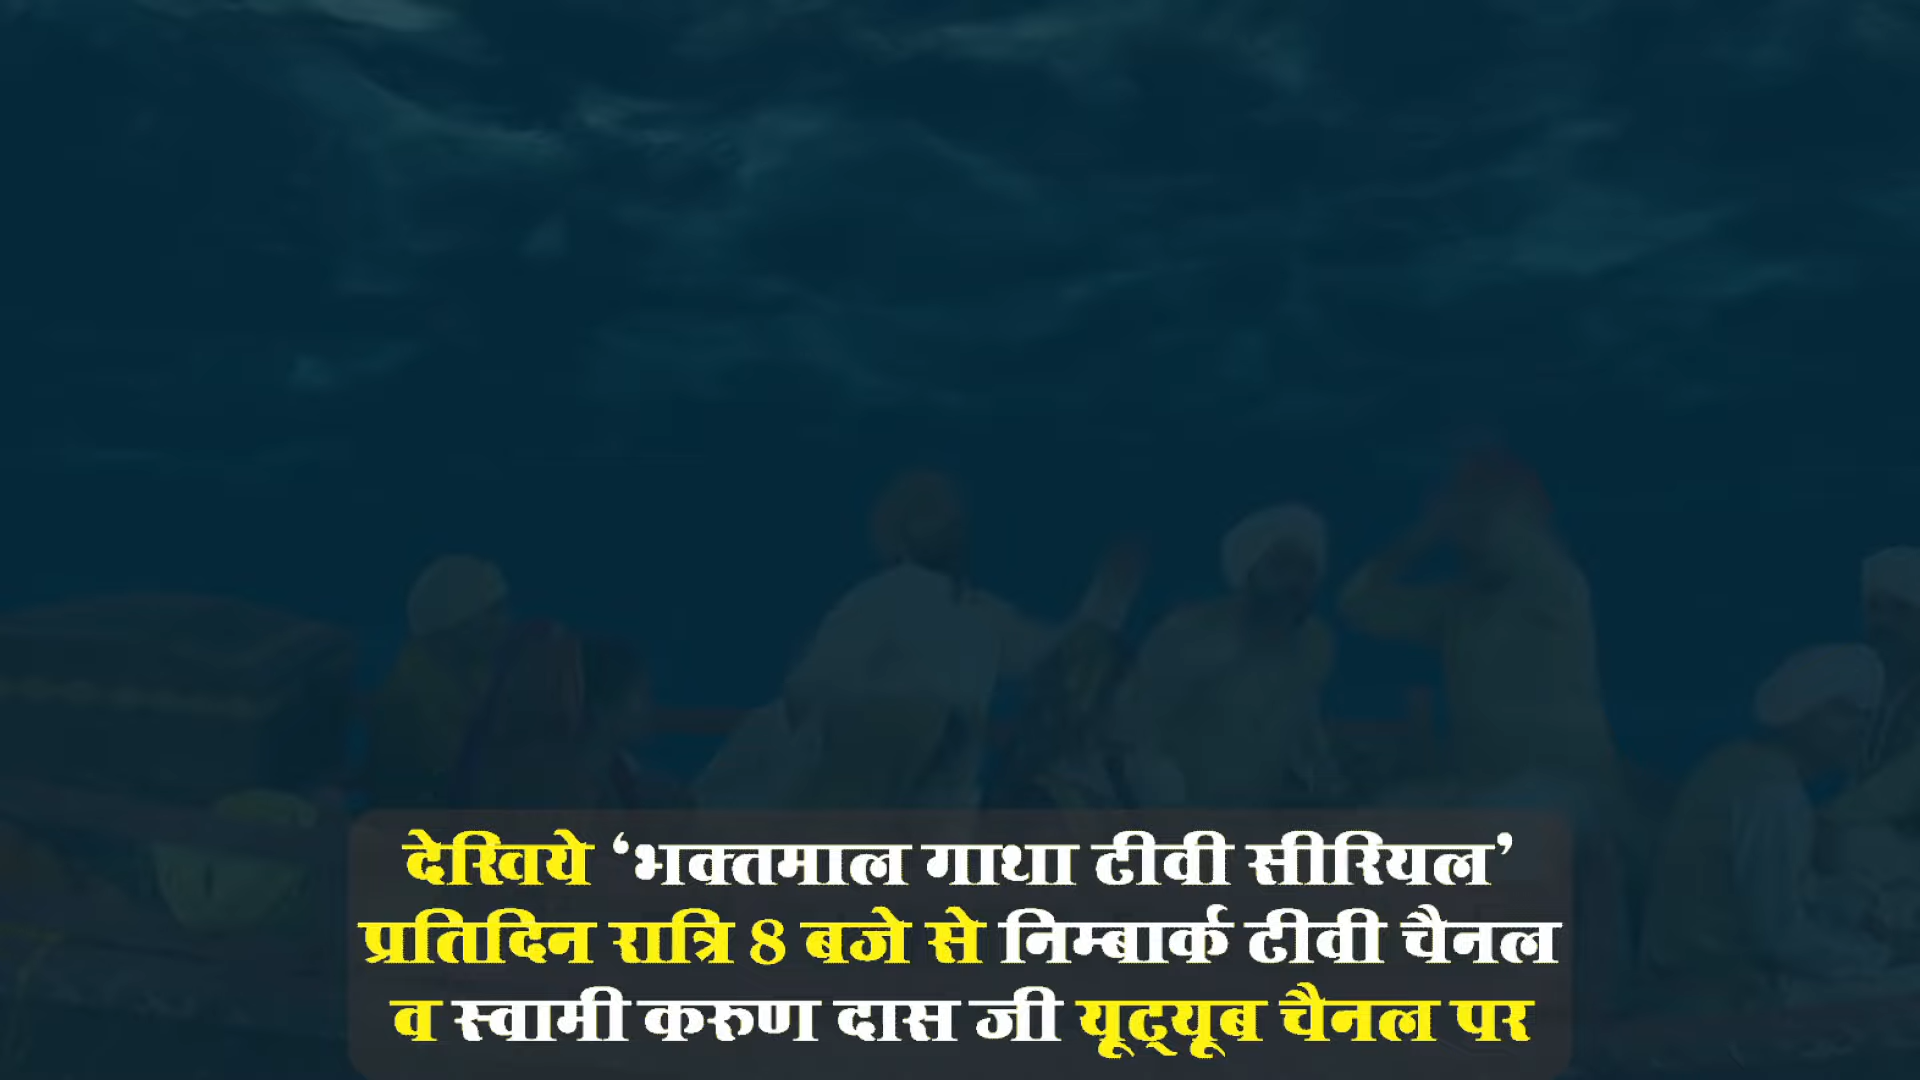 देखिये ‘भक्तमाल गाथा टीवी सीरियल’
प्रतिदिन रात्रि 8 बजे से निम्बार्क टीवी चैनल
व स्वामी करुण दास जी यूट्यूब चैनल पर